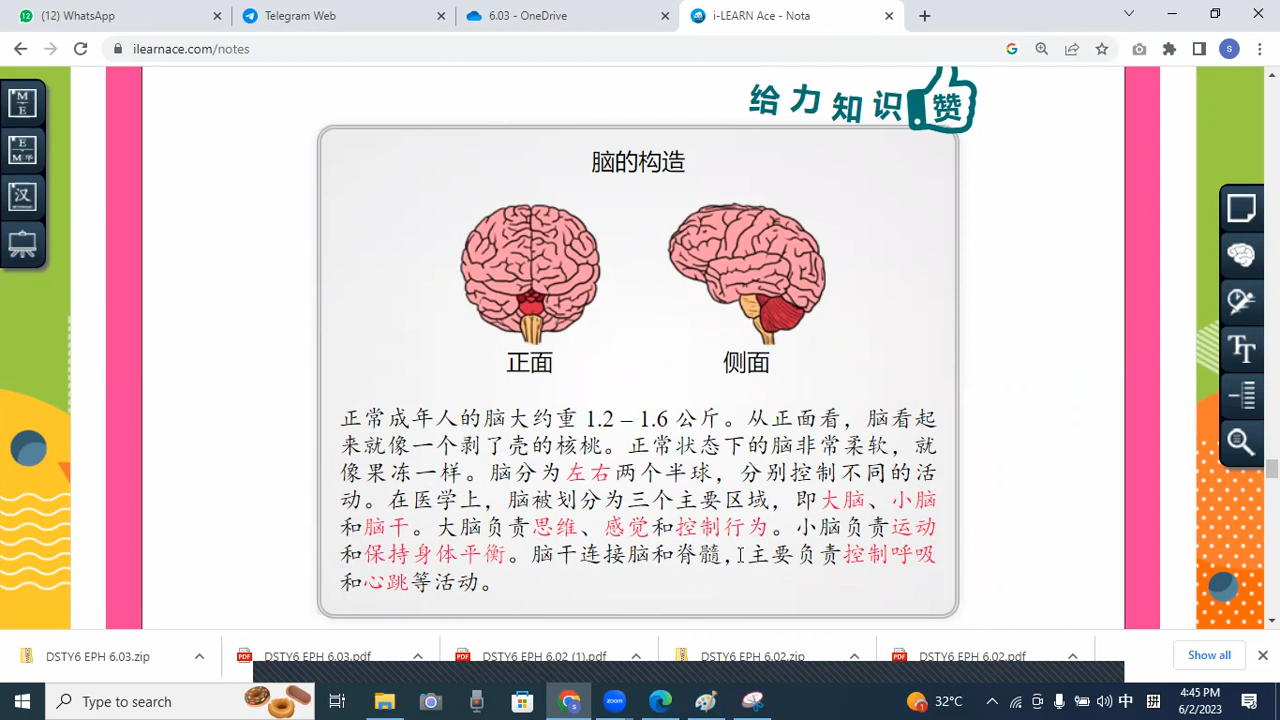 (12) WhatsApp
Telegram Web
6.03 - OneDrive
i-LEARN Ace - Nota
ilearnace.com/notes
S
给力知识赞
M E
E M 华
汉
TT
脑的构造
正面
侧面
正常成年人的脑大约重 1.2 – 1.6 公斤。从正面看，脑看起
来就像一个剥了壳的核桃。正常状态下的脑非常柔软，就
像果冻一样。脑分为左右两个半球，分别控制不同的活
动。在医学上，脑被划分为三个主要区域，即大脑、小脑
和脑干。大脑负责思维、感觉和控制行为。小脑负责运动
和保持身体平衡。脑干连接脑和脊髓，主要负责控制呼吸
和心跳等活动。
DSTY6 EPH 6.03.zip
DSTY6 EPH 6.03.pdf
DSTY6 EPH 6.02 (1).pdf
DSTY6 EPH 6.02.zip
DSTY6 EPH 6.02.pdf
Show all
Type here to search
zoom
32°C
中
拼
4:45 PM
6/2/2023